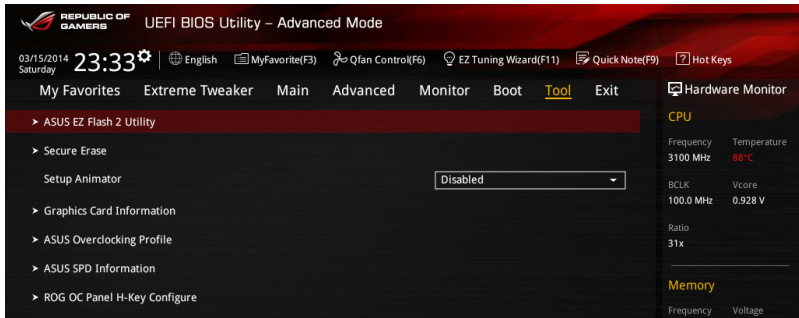 REPUBLIC OF
GAMERS
UEFI BIOS Utility – Advanced Mode
03/15/2014
Saturday
23:33
English
MyFavorite(F3)
Qfan Control(F6)
EZ Tuning Wizard(F11)
Quick Note(F9)
? Hot Keys
My Favorites Extreme Tweaker Main Advanced Monitor Boot Tool Exit
Hardware Monitor
> ASUS EZ Flash 2 Utility
> Secure Erase
Setup Animator Disabled
> Graphics Card Information
> ASUS Overclocking Profile
> ASUS SPD Information
> ROG OC Panel H-Key Configure
CPU
Frequency Temperature
3100 MHz 88°C
BCLK Vcore
100.0 MHz 0.928 V
Ratio
31x
Memory
Frequency Voltage